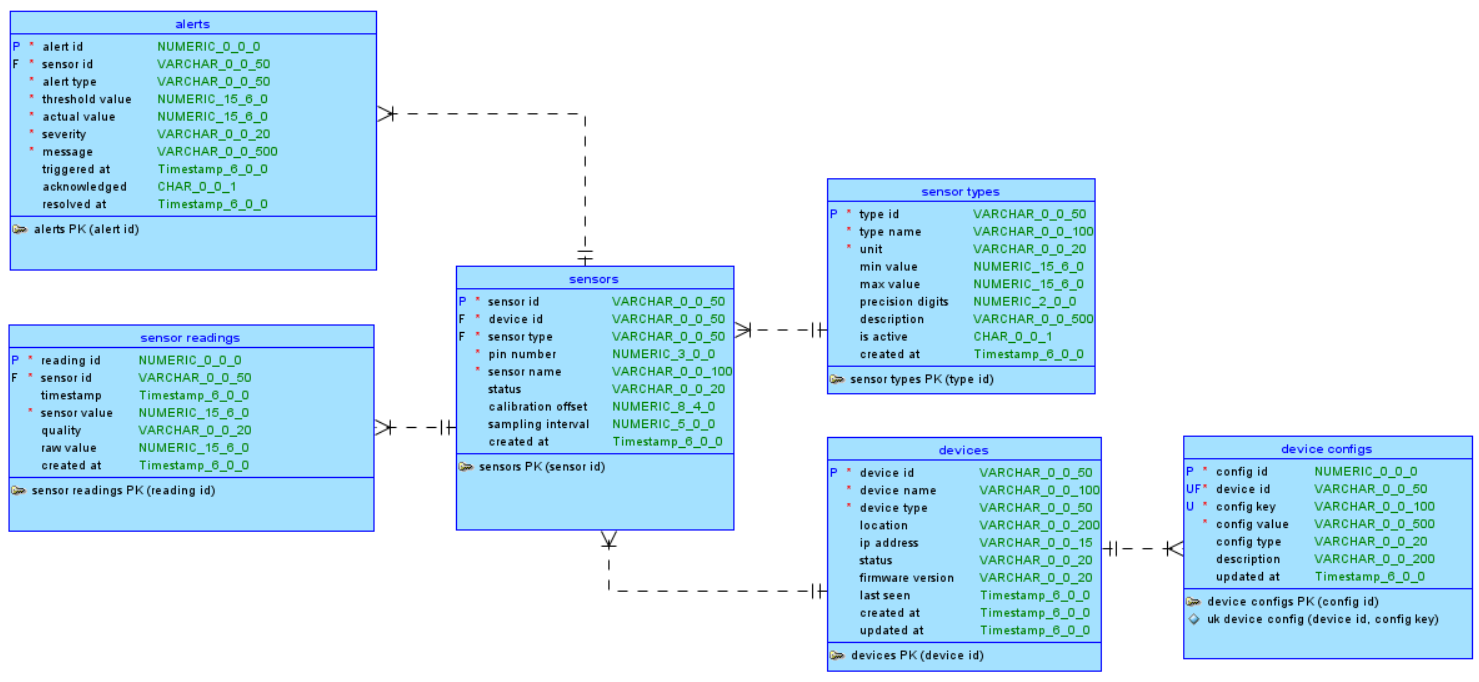 alerts
P * alert id NUMERIC_0_0_0
F * sensor id VARCHAR_0_0_50
* alert type VARCHAR_0_0_50
* threshold value NUMERIC_15_6_0
* actual value NUMERIC_15_6_0
* severity VARCHAR_0_0_20
* message VARCHAR_0_0_500
triggered at Timestamp_6_0_0
acknowledged CHAR_0_0_1
resolved at Timestamp_6_0_0
alerts PK (alert id)
sensor readings
P * reading id NUMERIC_0_0_0
F * sensor id VARCHAR_0_0_50
timestamp Timestamp_6_0_0
* sensor value NUMERIC_15_6_0
quality VARCHAR_0_0_20
raw value NUMERIC_15_6_0
created at Timestamp_6_0_0
sensor readings PK (reading id)
sensors
P * sensor id VARCHAR_0_0_50
F * device id VARCHAR_0_0_50
F * sensor type VARCHAR_0_0_50
* pin number NUMERIC_3_0_0
* sensor name VARCHAR_0_0_100
status VARCHAR_0_0_20
calibration offset NUMERIC_8_4_0
sampling interval NUMERIC_5_0_0
created at Timestamp_6_0_0
sensors PK (sensor id)
sensor types
P * type id VARCHAR_0_0_50
* type name VARCHAR_0_0_100
* unit VARCHAR_0_0_20
min value NUMERIC_15_6_0
max value NUMERIC_15_6_0
precision digits NUMERIC_2_0_0
description VARCHAR_0_0_500
is active CHAR_0_0_1
created at Timestamp_6_0_0
sensor types PK (type id)
devices
P * device id VARCHAR_0_0_50
* device name VARCHAR_0_0_100
* device type VARCHAR_0_0_50
location VARCHAR_0_0_200
ip address VARCHAR_0_0_15
status VARCHAR_0_0_20
firmware version VARCHAR_0_0_20
last seen Timestamp_6_0_0
created at Timestamp_6_0_0
updated at Timestamp_6_0_0
devices PK (device id)
device configs
P * config id NUMERIC_0_0_0
UF * device id VARCHAR_0_0_50
U * config key VARCHAR_0_0_100
* config value VARCHAR_0_0_500
config type VARCHAR_0_0_20
description VARCHAR_0_0_200
updated at Timestamp_6_0_0
device configs PK (config id)
uk device config (device id, config key)